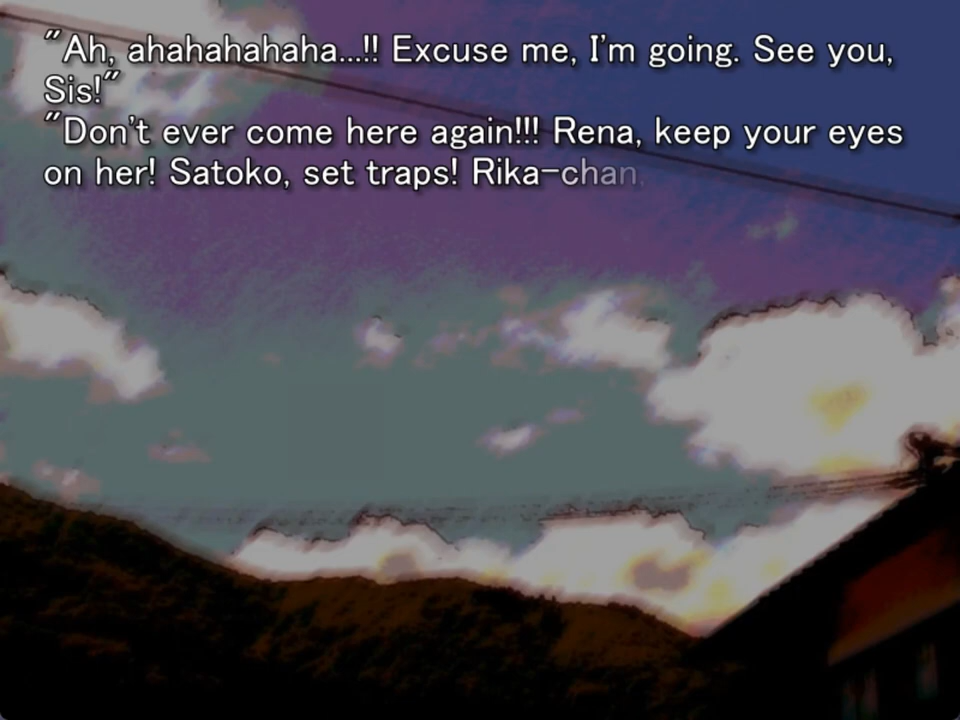 "Ah, ahahahahaha...!! Excuse me, I'm going. See you,
Sis!"
"Don't ever come here again!!! Rena, keep your eyes
on her! Satoko, set traps! Rika-chan,